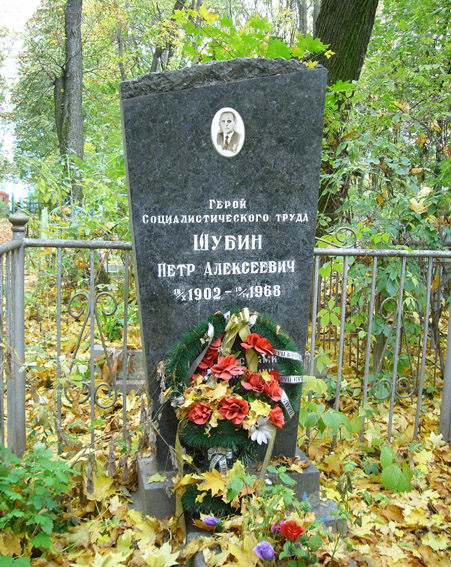 ГЕРОЙ
СОЦИАЛИСТИЧЕСКОГО ТРУДА
ШУБИН
ПЕТР АЛЕКСЕЕВИЧ
1902 - 1968